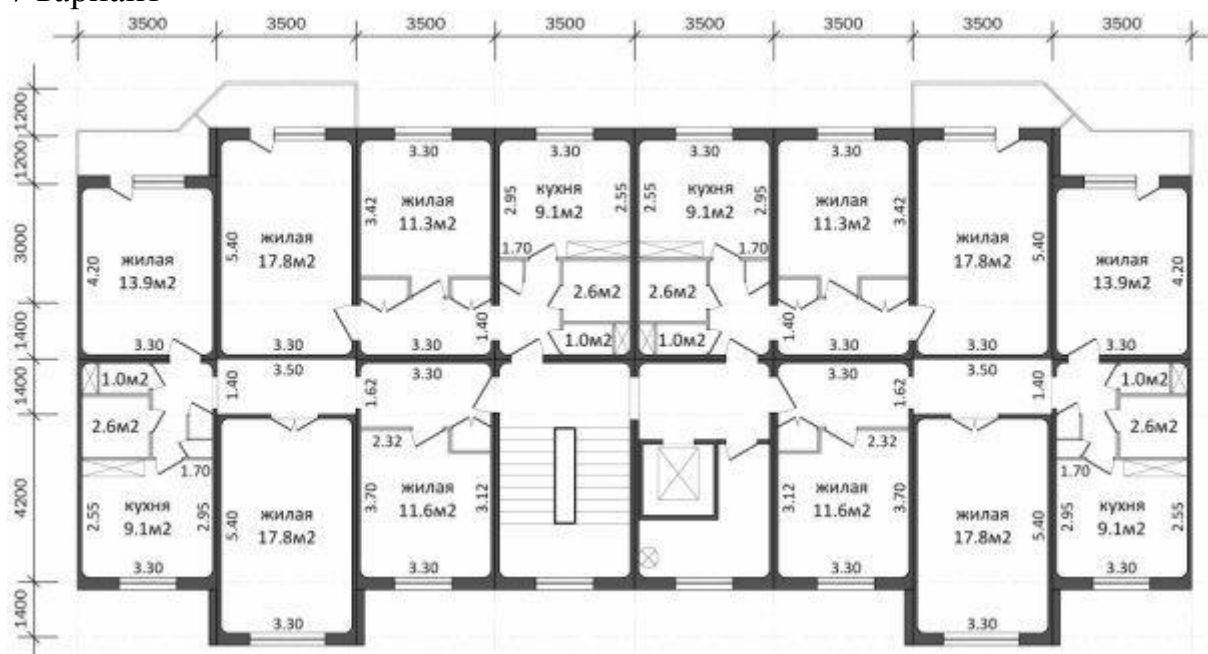 7 вариант
3500 3500 3500 3500 3500 3500 3500 3500
1200
1200
3000
1400
1400
4200
1400
жилая
13.9м2
4.20
3.30
жилая
17.8м2
5.40
3.30
3.30
3.42
жилая
11.3м2
1.40
3.30
3.30
2.95
кухня
9.1м2
2.55
1.70
2.6м2
1.0м2
3.30
2.55
кухня
9.1м2
2.95
1.70
2.6м2
1.0м2
3.30
жилая
11.3м2
3.42
1.40
3.30
жилая
17.8м2
5.40
3.30
жилая
13.9м2
4.20
3.30
1.0м2
2.6м2
1.40
3.50
1.70
кухня
9.1м2
2.55
2.95
3.30
жилая
17.8м2
5.40
3.30
3.30
1.62
2.32
жилая
11.6м2
3.70
3.12
3.30
3.30
1.62
2.32
жилая
11.6м2
3.12
3.70
3.30
3.50
1.40
жилая
17.8м2
5.40
3.30
1.0м2
2.6м2
1.70
кухня
9.1м2
2.95
2.55
3.30